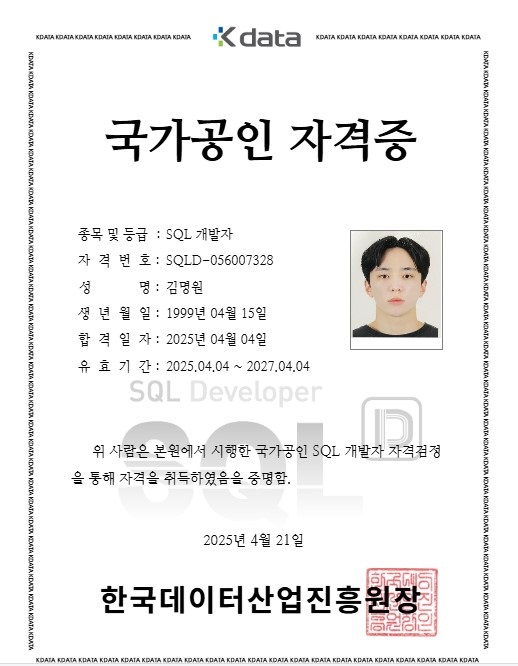 KDATA KDATA KDATA KDATA KDATA KDATA KDATA KDATA
K data
KDATA KDATA KDATA KDATA KDATA KDATA KDATA KDATA
국가공인 자격증
종목 및 등급 : SQL 개발자
자 격 번 호 : SQLD-056007328
성 명 : 김명원
생 년 월 일 : 1999년 04월 15일
합 격 일 자 : 2025년 04월 04일
유 효 기 간 : 2025.04.04 ~ 2027.04.04
SQL Developer
SQL
D
위 사람은 본원에서 시행한 국가공인 SQL 개발자 자격검정
을 통해 자격을 취득하였음을 증명함.
2025년 4월 21일
한국데이터산업진흥원장